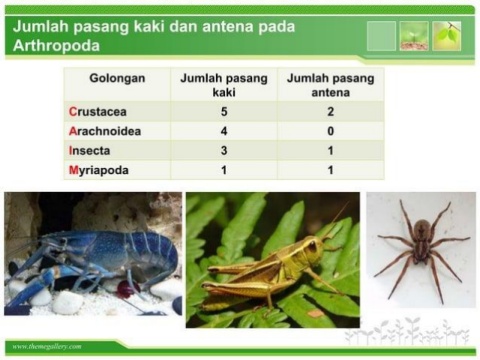 Jumlah pasang kaki dan antena pada
Arthropoda
Golongan Jumlah pasang kaki Jumlah pasang antena
Crustacea 5 2
Arachnoidea 4 0
Insecta 3 1
Myriapoda 1 1
www.themegallery.com